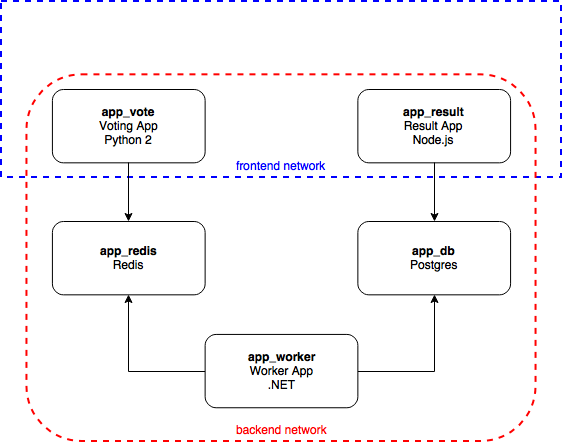 app_vote
Voting App
Python 2
app_result
Result App
Node.js
frontend network
app_redis
Redis
app_db
Postgres
app_worker
Worker App
.NET
backend network